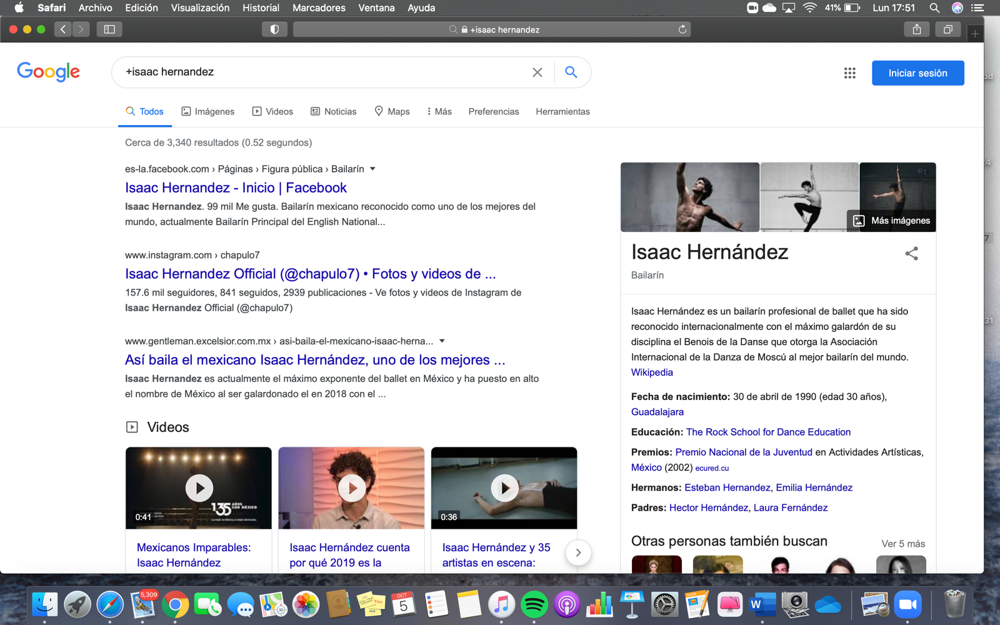 Safari Archivo Edición Visualización Historial Marcadores Ventana Ayuda 41% Lun 17:51
+isaac hernandez
Google +isaac hernandez Iniciar sesión
Todos Imágenes Videos Noticias Maps Más Preferencias Herramientas
Cerca de 3,340 resultados (0.52 segundos)
es-la.facebook.com › Páginas › Figura pública › Bailarín
Isaac Hernandez - Inicio | Facebook
Isaac Hernandez. 99 mil Me gusta. Bailarín mexicano reconocido como uno de los mejores del
mundo, actualmente Bailarín Principal del English National...
www.instagram.com › chapulo7
Isaac Hernandez Official (@chapulo7) • Fotos y videos de ...
157.6 mil seguidores, 841 seguidos, 2939 publicaciones - Ve fotos y videos de Instagram de
Isaac Hernandez Official (@chapulo7)
www.gentleman.excelsior.com.mx › asi-baila-el-mexicano-isaac-herna...
Así baila el mexicano Isaac Hernández, uno de los mejores ...
Isaac Hernandez es actualmente el máximo exponente del ballet en México y ha puesto en alto
el nombre de México al ser galardonado el en 2018 con el ...
Videos
135 AÑOS
CON MÉXICO
0:41
0:36
Mexicanos Imparables:
Isaac Hernández
Isaac Hernández cuenta
por qué 2019 es la
Isaac Hernández y 35
artistas en escena:
Más imágenes
Isaac Hernández
Bailarín
Isaac Hernández es un bailarín profesional de ballet que ha sido
reconocido internacionalmente con el máximo galardón de su
disciplina el Benois de la Danse que otorga la Asociación
Internacional de la Danza de Moscú al mejor bailarín del mundo.
Wikipedia
Fecha de nacimiento: 30 de abril de 1990 (edad 30 años),
Guadalajara
Educación: The Rock School for Dance Education
Premios: Premio Nacional de la Juventud en Actividades Artísticas,
México (2002) ecured.cu
Hermanos: Esteban Hernandez, Emilia Hernández
Padres: Hector Hernández, Laura Fernández
Otras personas también buscan Ver 5 más
5,309
OCT
5
W